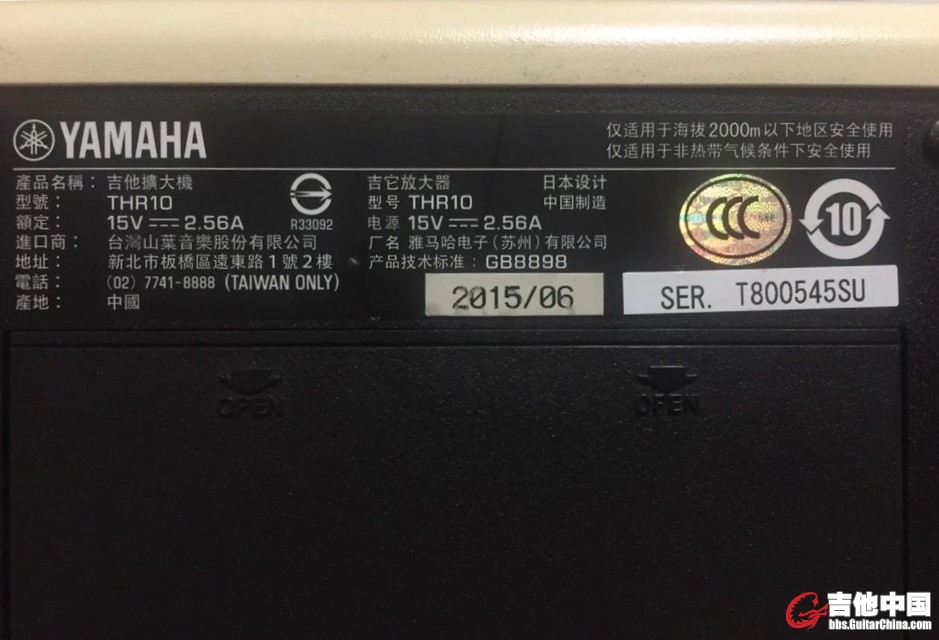 YAMAHA
仅适用于海拔2000m以下地区安全使用
仅适用于非热带气候条件下安全使用
產品名稱：吉他擴大機
型號：THR10
額定：15V 2.56A
進口商：台灣山葉音樂股份有限公司
地址：新北市板橋區遠東路1號2樓
電話：(02) 7741-8888 (TAIWAN ONLY)
產地：中國
R33092
吉它放大器 日本设计
型号 THR10 中国制造
电源 15V 2.56A
厂名 雅马哈电子(苏州)有限公司
产品技术标准：GB8898
2015/06
CCC
10
SER. T800545SU
OPEN
OPEN
吉他中国
bbs.GuitarChina.com